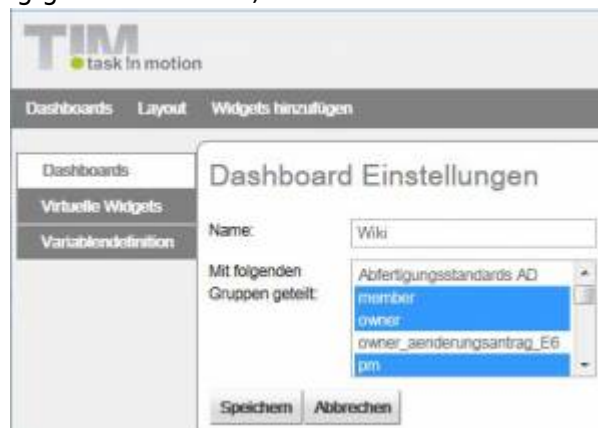 TIM
task in motion
Dashboards Layout Widgets hinzufügen
Dashboards
Virtuelle Widgets
Variablendefinition
Dashboard Einstellungen
Name: Wiki
Mit folgenden
Gruppen geteilt:
Abfertigungsstandards AD
member
owner
owner_aenderungsantrag_E6
pm
Speichern Abbrechen